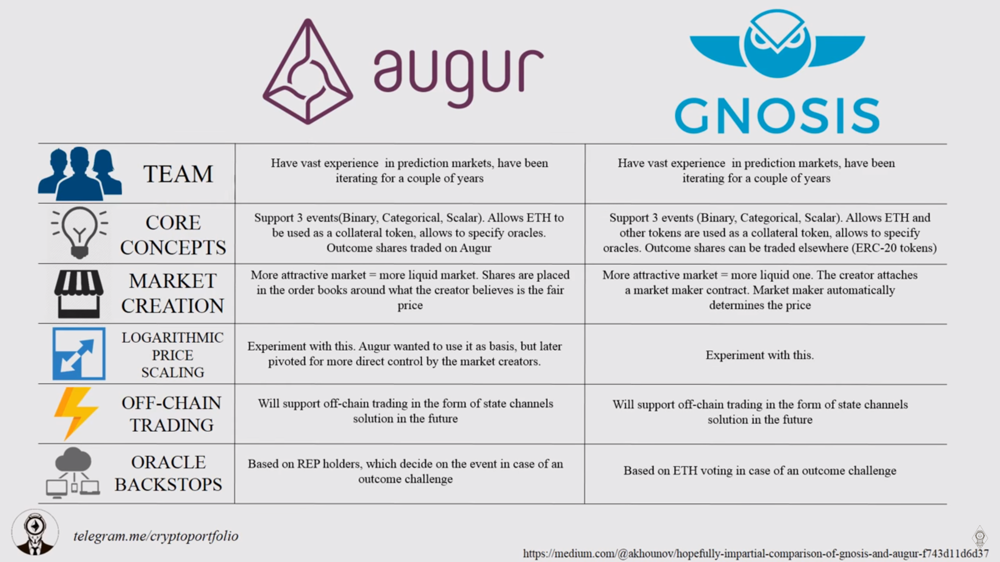 augur
GNOSIS
TEAM
Have vast experience  in prediction markets, have been
iterating for a couple of years
Have vast experience  in prediction markets, have been
iterating for a couple of years
CORE
CONCEPTS
Support 3 events(Binary, Categorical, Scalar). Allows ETH to
be used as a collateral token, allows to specify oracles.
Outcome shares traded on Augur
Support 3 events (Binary, Categorical, Scalar). Allows ETH and
other tokens are used as a collateral token, allows to specify
oracles. Outcome shares can be traded elsewhere (ERC-20 tokens)
MARKET
CREATION
More attractive market = more liquid market. Shares are placed
in the order books around what the creator believes is the fair
price
More attractive market = more liquid one. The creator attaches
a market maker contract. Market maker automatically
determines the price
LOGARITHMIC
PRICE
SCALING
Experiment with this. Augur wanted to use it as basis, but later
pivoted for more direct control by the market creators.
Experiment with this.
OFF-CHAIN
TRADING
Will support off-chain trading in the form of state channels
solution in the future
Will support off-chain trading in the form of state channels
solution in the future
ORACLE
BACKSTOPS
Based on REP holders, which decide on the event in case of an
outcome challenge
Based on ETH voting in case of an outcome challenge
telegram.me/cryptoportfolio
https://medium.com/@akhounov/hopefully-impartial-comparison-of-gnosis-and-augur-f743d11d6d37